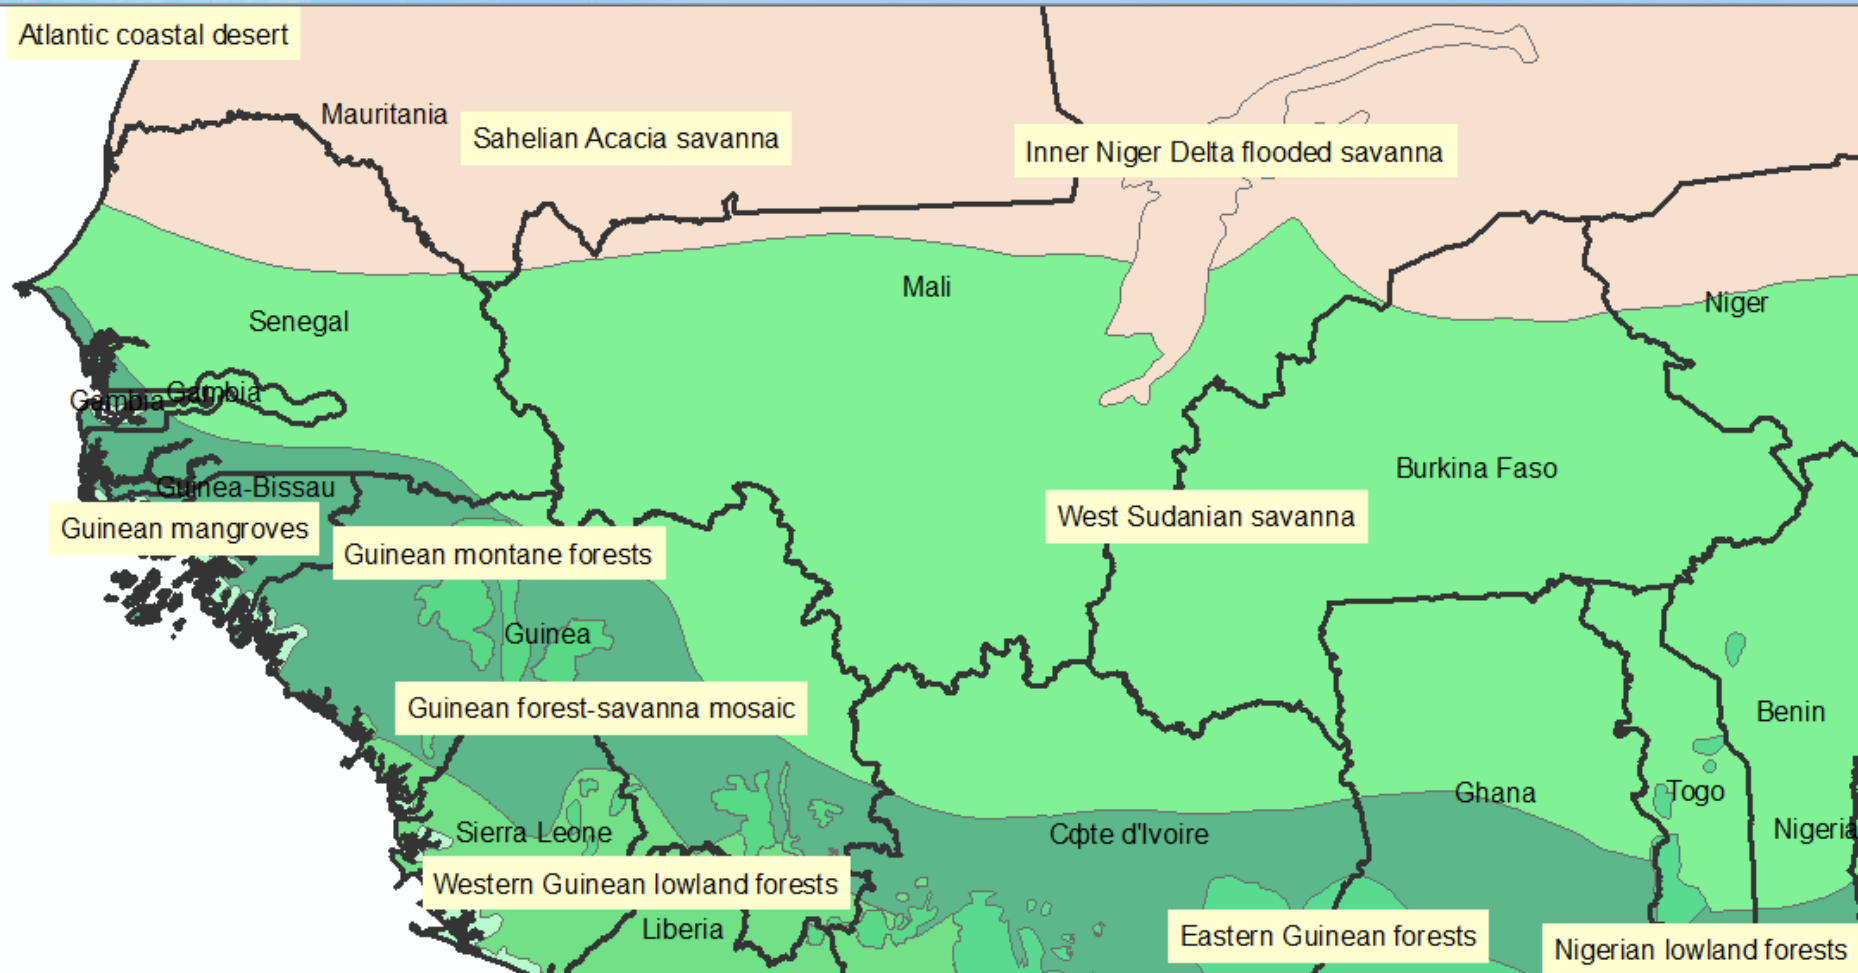 Atlantic coastal desert
Mauritania
Sahelian Acacia savanna
Inner Niger Delta flooded savanna
Mali
Niger
Senegal
Gambia
Gambia
Burkina Faso
Guinea-Bissau
West Sudanian savanna
Guinean mangroves
Guinean montane forests
Guinea
Guinean forest-savanna mosaic
Benin
Ghana
Togo
Sierra Leone
Côte d'Ivoire
Nigeria
Western Guinean lowland forests
Liberia
Eastern Guinean forests
Nigerian lowland forests